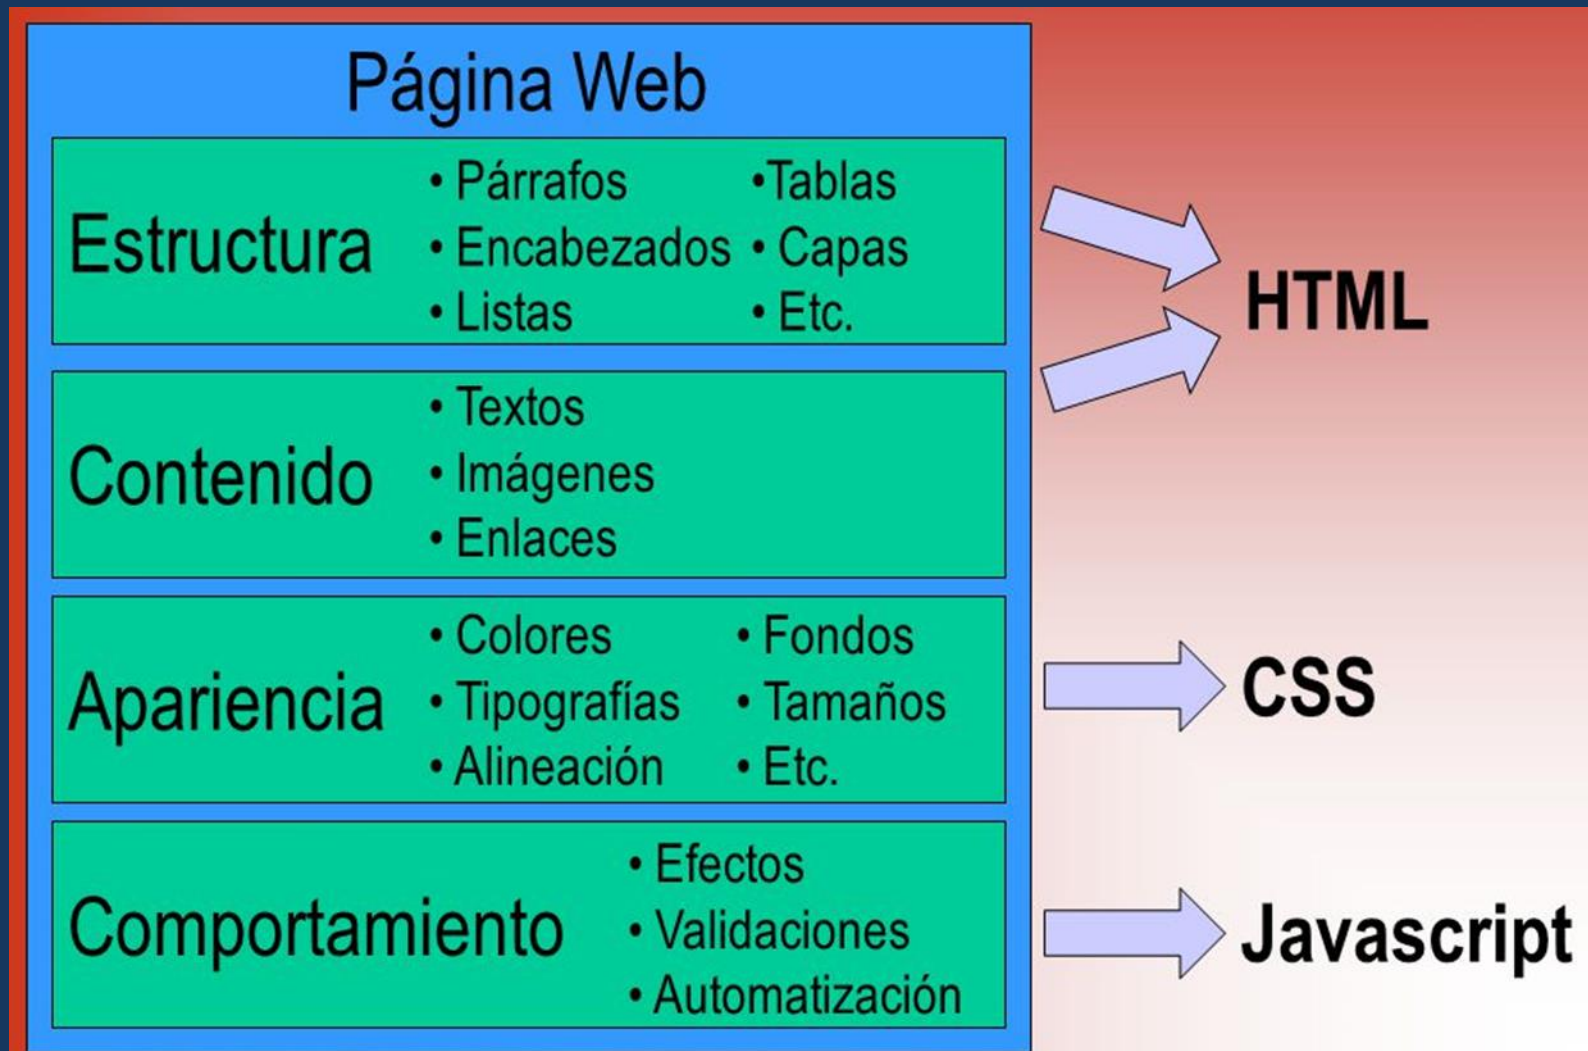 Página Web
Estructura
• Párrafos •Tablas
• Encabezados • Capas
• Listas • Etc.
HTML
Contenido
• Textos
• Imágenes
• Enlaces
Apariencia
• Colores • Fondos
• Tipografías • Tamaños
• Alineación • Etc.
CSS
Comportamiento
• Efectos
• Validaciones
• Automatización
Javascript